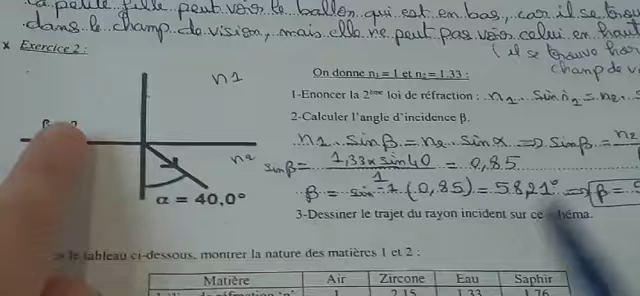 la petite fille peut voir le ballon qui est en bas, car il se trou
dans le champ de vision, mais elle ne peut pas voir celui en haut
( il se trouve hor
champ de v
x Exercice 2 :
On donne n₁ = 1 et n₂ = 1.33 :
n1
1-Enoncer la 2ème loi de réfraction : n1. sin i1 = n2.
2-Calculer l'angle d'incidence β.
n1 . sin β = n2 . sin α => sin β = n2
n2
sin β = 1,33 x sin 40 / 1 = 0,85
α = 40,0°
β = sin-1 (0,85) = 58,21° => β =
3-Dessiner le trajet du rayon incident sur ce schéma.
le tableau ci-dessous, montrer la nature des matières 1 et 2 :
Matière Air Zircone Eau Saphir
1 2.15 1.33 1.76